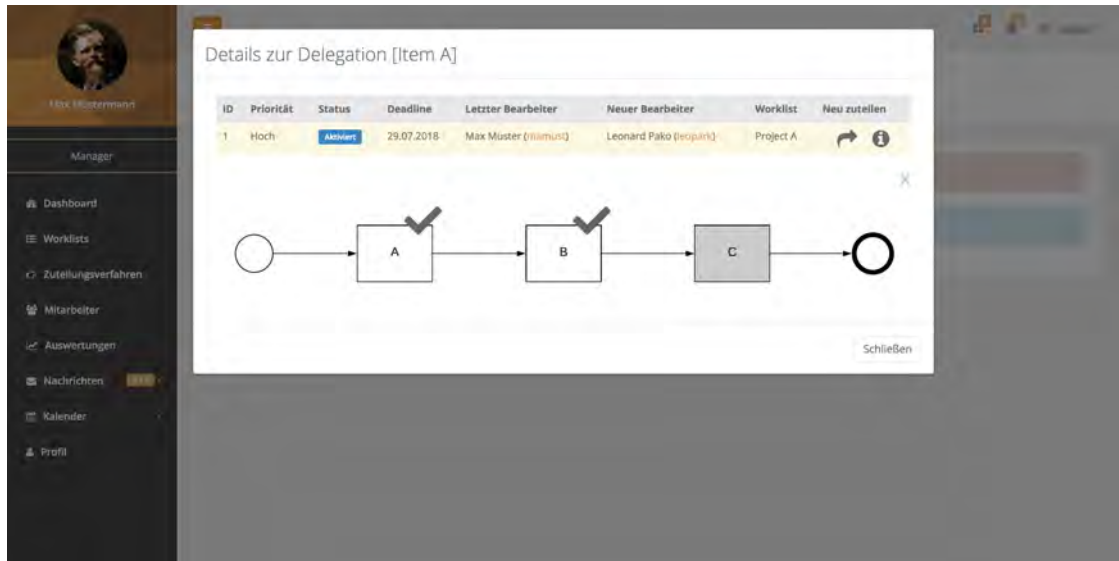 Max Mustermann
Manager
Dashboard
Worklists
Zuteilungsverfahren
Mitarbeiter
Auswertungen
Nachrichten
Kalender
Profil
Details zur Delegation [Item A]
ID Priorität Status Deadline Letzter Bearbeiter Neuer Bearbeiter Worklist Neu zuteilen
1 Hoch Aktiviert 29.07.2018 Max Muster (mamust) Leonard Pako (leopark) Project A
X
A B C
Schließen